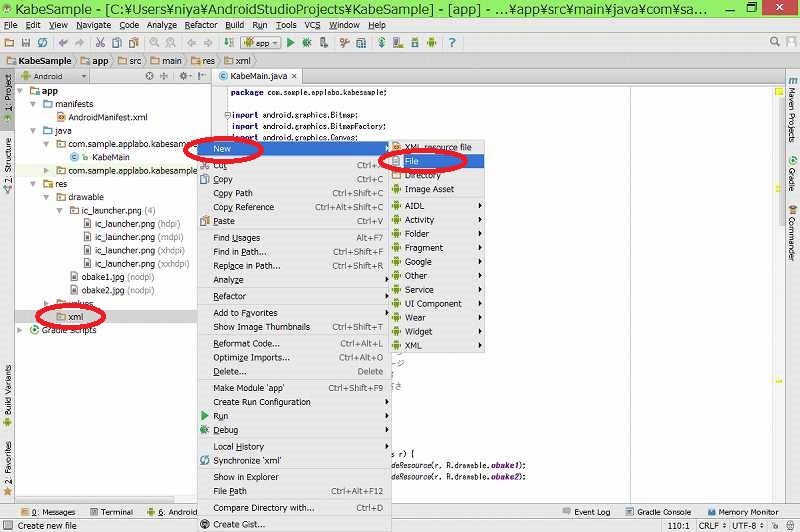 KabeSample - [C:¥Users¥niya¥AndroidStudioProjects¥KabeSample] - [app] - ...¥app¥src¥main¥java¥com¥sa...
File Edit View Navigate Code Analyze Refactor Build Run Tools VCS Window Help
app
KabeSample app src main res xml
Android
KabeMain.java
1: Project
7: Structure
Build Variants
2: Favorites
app
manifests
AndroidManifest.xml
java
com.sample.applabo.kabesample
KabeMain
com.sample.applabo.kabesample
res
drawable
ic_launcher.png (4)
ic_launcher.png (hdpi)
ic_launcher.png (mdpi)
ic_launcher.png (xhdpi)
ic_launcher.png (xxhdpi)
obake1.jpg (nodpi)
obake2.jpg (nodpi)
values
xml
Gradle Scripts
package com.sample.applabo.kabesample;
import android.graphics.Bitmap;
import android.graphics.BitmapFactory;
import android.graphics.Canvas;
New
Cut
Copy Ctrl+C
Copy Path Ctrl+Shift+C
Copy Reference Ctrl+Alt+Shift+C
Paste Ctrl+V
Find Usages Alt+F7
Find in Path... Ctrl+Shift+F
Replace in Path... Ctrl+Shift+R
Analyze
Refactor
Add to Favorites
Show Image Thumbnails Ctrl+Shift+T
Reformat Code... Ctrl+Alt+L
Optimize Imports... Ctrl+Alt+O
Delete... Delete
Make Module 'app' Ctrl+Shift+F9
Create Run Configuration
Run
Debug
Local History
Synchronize 'xml'
Show in Explorer
File Path Ctrl+Alt+F12
Compare Directory with... Ctrl+D
Create Gist...
XML resource file
File
Directory
Image Asset
AIDL
Activity
Folder
Fragment
Google
Other
Service
UI Component
Wear
Widget
XML
s r) {
deResource(r, R.drawable.obake1);
deResource(r, R.drawable.obake2);
Maven Projects
Gradle
Commander
0: Messages Terminal 6: Android Event Log Gradle Console Memory Monitor
Create new file 110:1 CRLF UTF-8